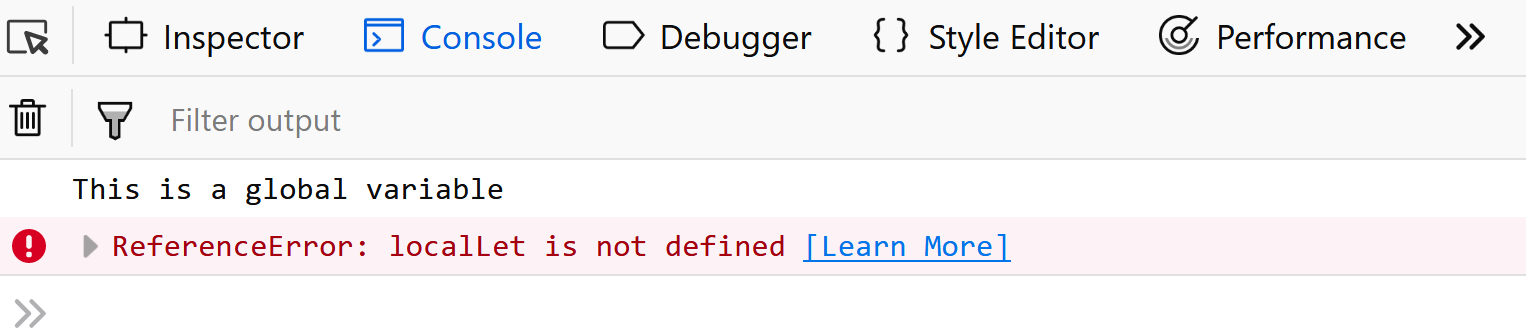 Inspector Console Debugger { } Style Editor Performance
Filter output
This is a global variable
ReferenceError: localLet is not defined [Learn More]